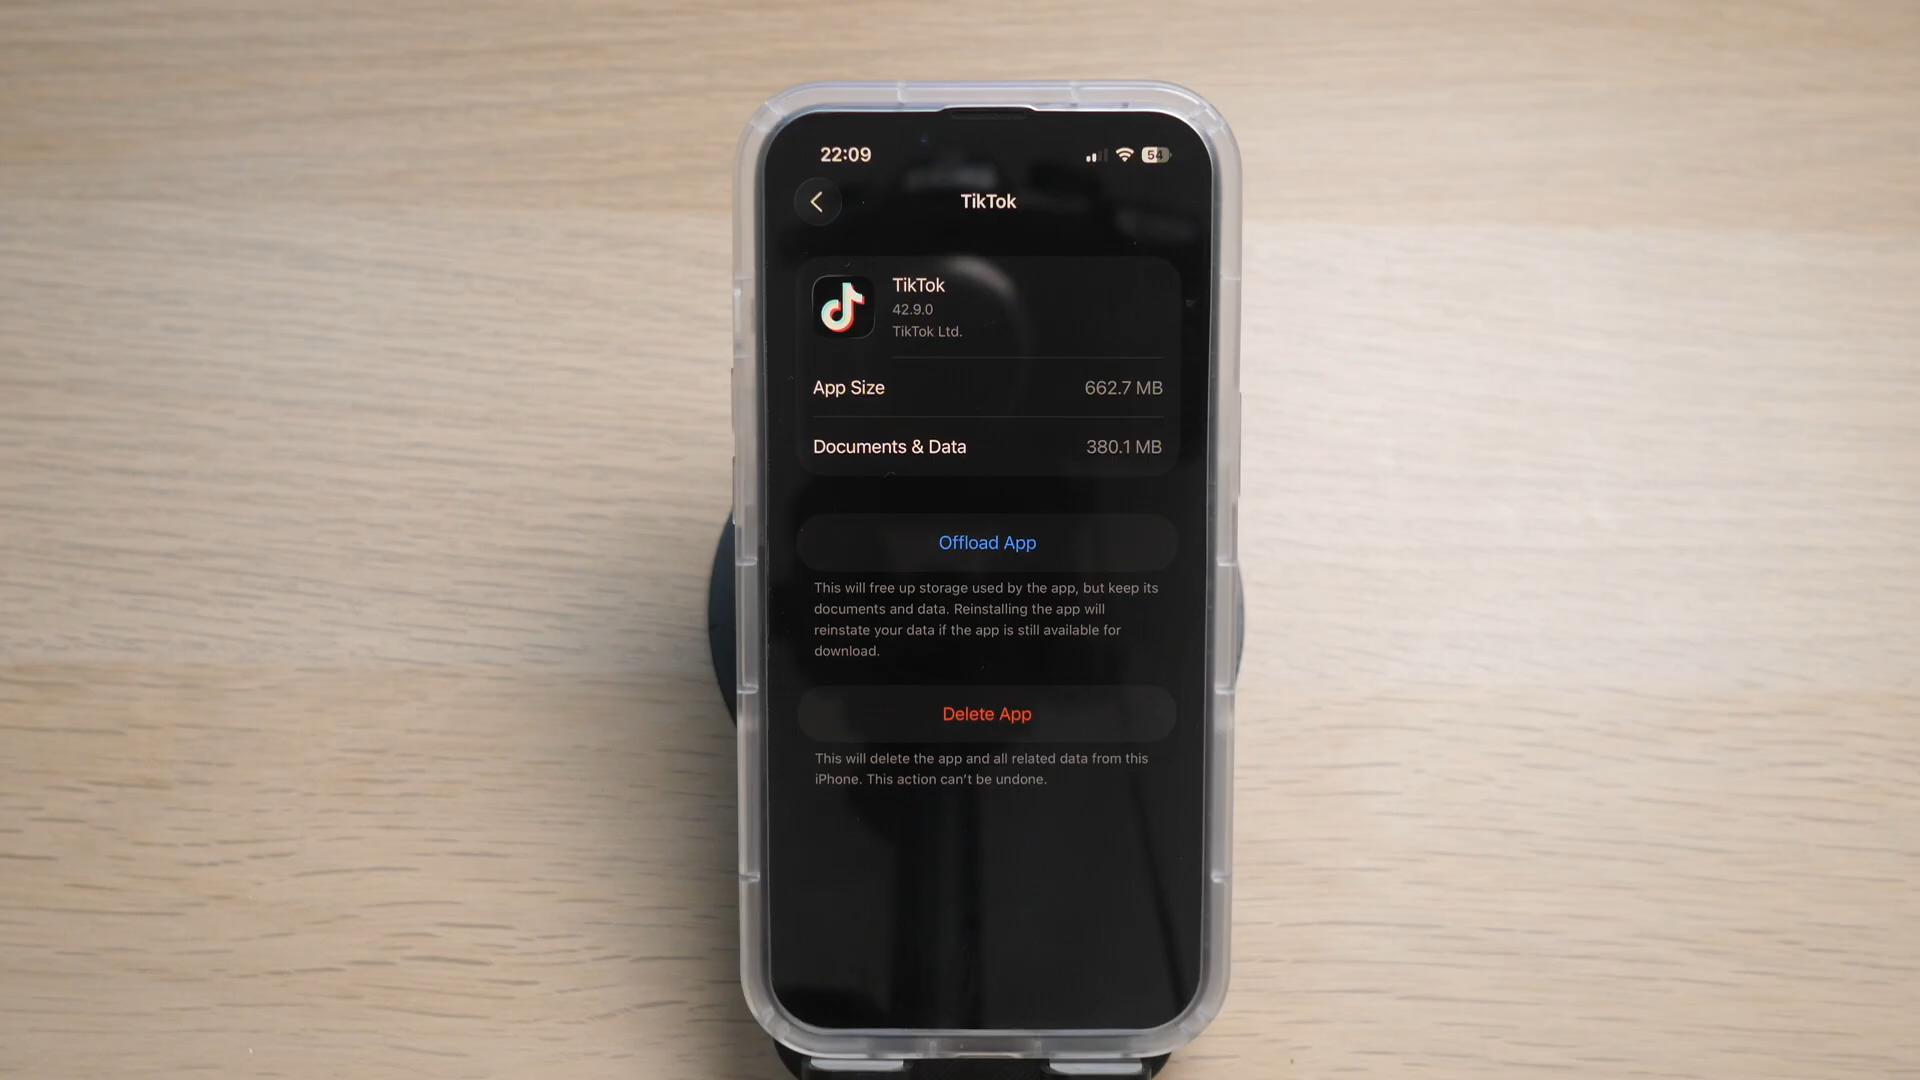 22:09
54
TikTok
TikTok
42.9.0
TikTok Ltd.
App Size 662.7 MB
Documents & Data 380.1 MB
Offload App
This will free up storage used by the app, but keep its
documents and data. Reinstalling the app will
reinstate your data if the app is still available for
download.
Delete App
This will delete the app and all related data from this
iPhone. This action can't be undone.